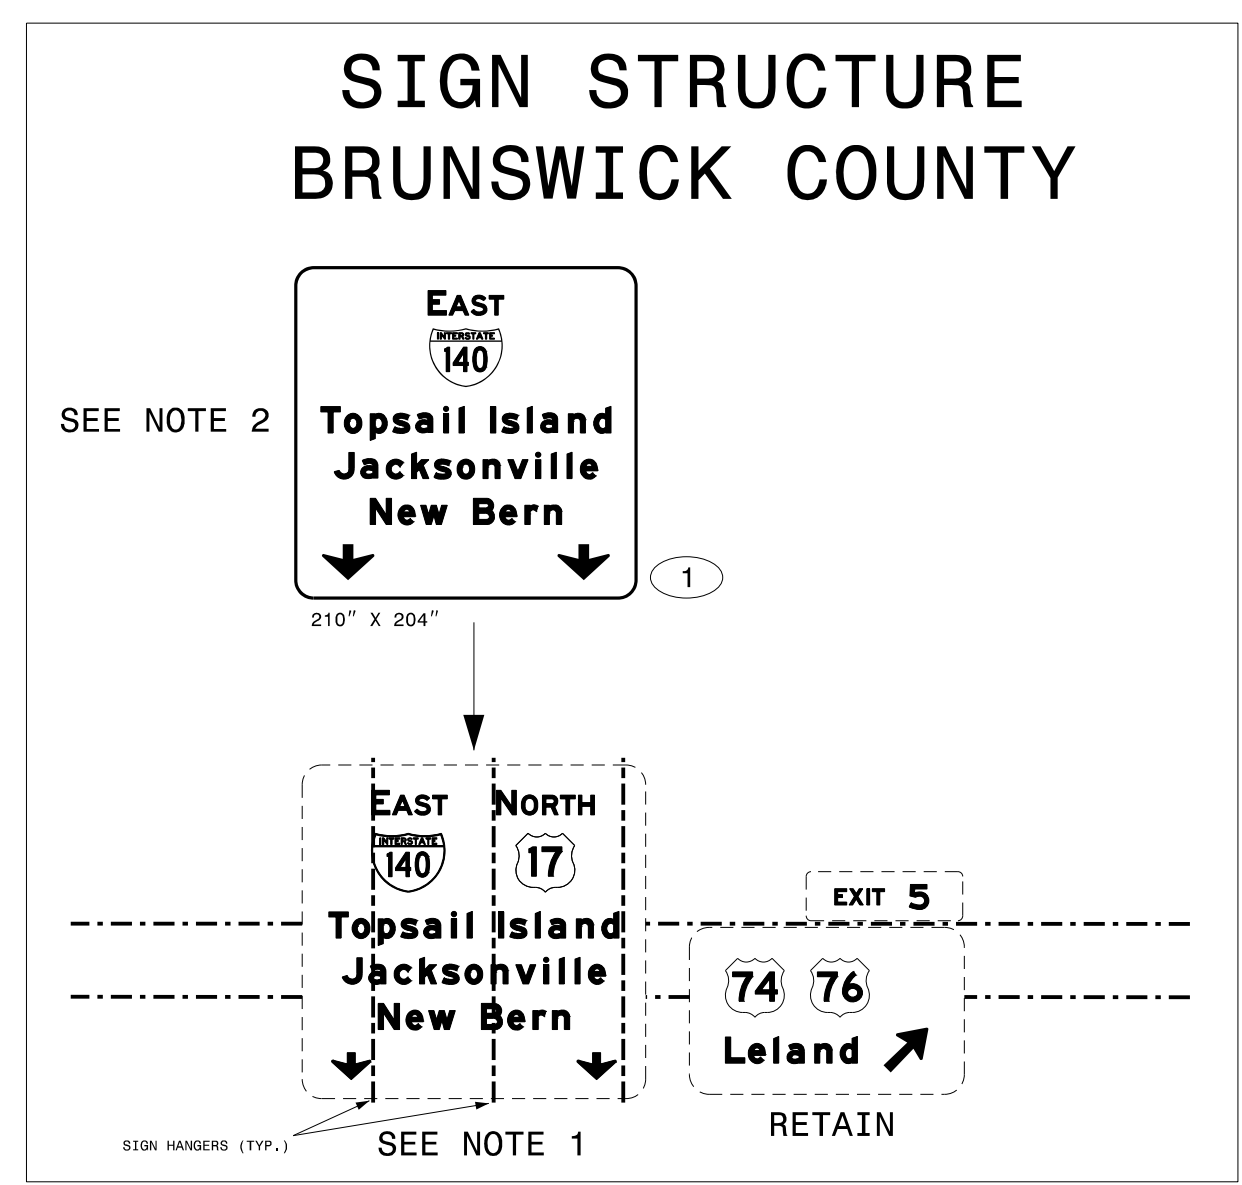 SIGN STRUCTURE
BRUNSWICK COUNTY
EAST
INTERSTATE
140
SEE NOTE 2
Topsail Island
Jacksonville
New Bern
1
210" X 204"
EAST NORTH
INTERSTATE
140 17
Topsail Island
Jacksonville
New Bern
EXIT 5
74 76
Leland
RETAIN
SIGN HANGERS (TYP.)
SEE NOTE 1